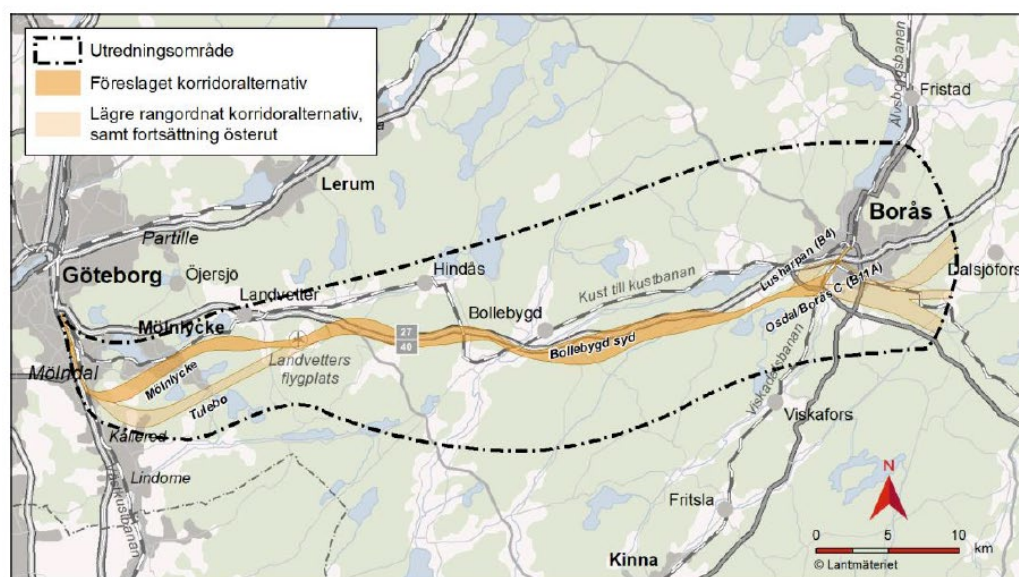 Utredningsområde
Föreslaget korridoralternativ
Lägre rangordnat korridoralternativ,
samt fortsättning österut
Älvsborgsbanan
Fristad
Lerum
Partille
Borås
Lusharpan (B4)
Göteborg
Öjersjö
Hindås
Dalsjöfors
Kust till kustbanan
Landvetter
Osdal/Borås C (B11A)
Bollebygd
Mölnlycke
27
40
Landvetters
flygplats
Bollebygd syd
Mölndal
Mölnlycke
Tulebo
Viskadalsbanan
Viskafors
Kållered
Lindome
Västkustbanan
N
Fritsla
0 5 10
km
Kinna
© Lantmäteriet